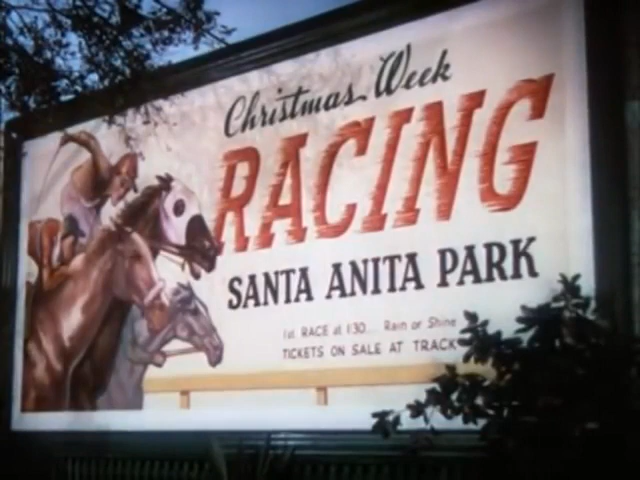 Christmas Week
RACING
SANTA ANITA PARK
1st RACE at 1:30... Rain or Shine
TICKETS ON SALE AT TRACK